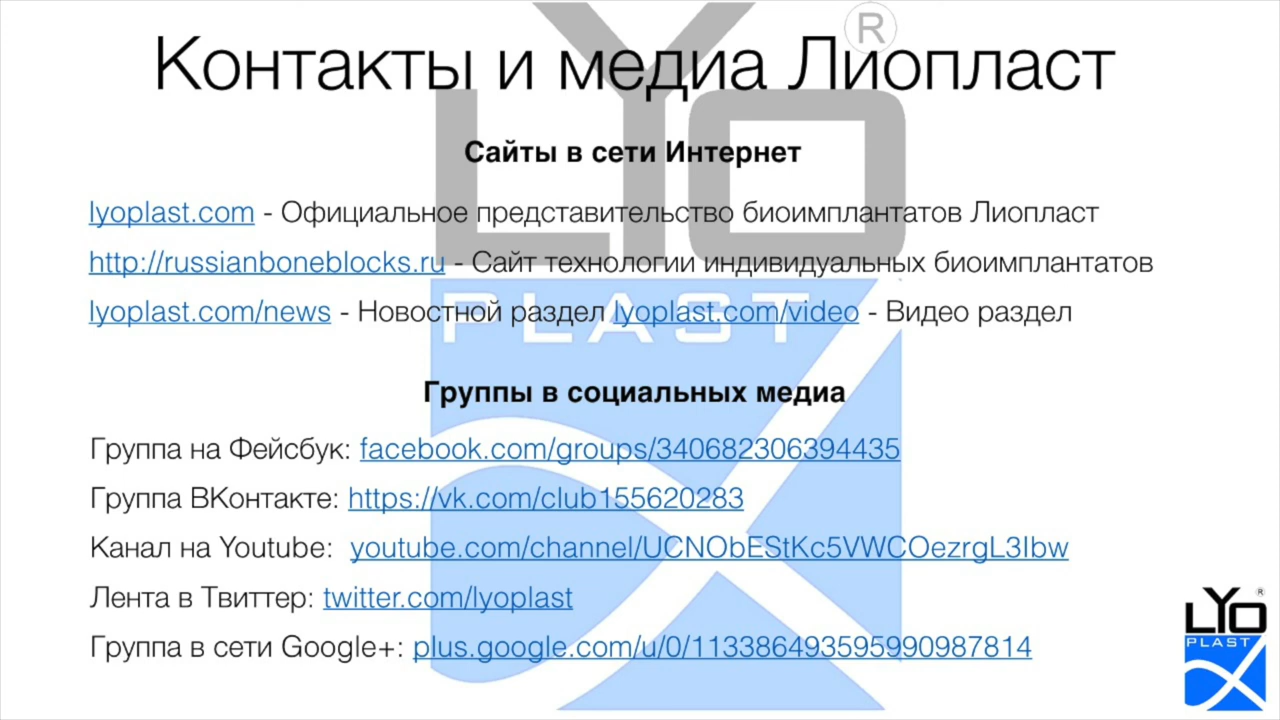 Контакты и медиа Лиопласт
Сайты в сети Интернет
lyoplast.com - Официальное представительство биоимплантатов Лиопласт
http://russianboneblocks.ru - Сайт технологии индивидуальных биоимплантатов
lyoplast.com/news - Новостной раздел lyoplast.com/video - Видео раздел
Группы в социальных медиа
Группа на Фейсбук: facebook.com/groups/340682306394435
Группа ВКонтакте: https://vk.com/club155620283
Канал на Youtube: youtube.com/channel/UCNObEStKc5VWCOezrgL3Ibw
Лента в Твиттер: twitter.com/lyoplast
Группа в сети Google+: plus.google.com/u/0/113386493595990987814
LYO ®
PLAST
LYO ®
PLAST